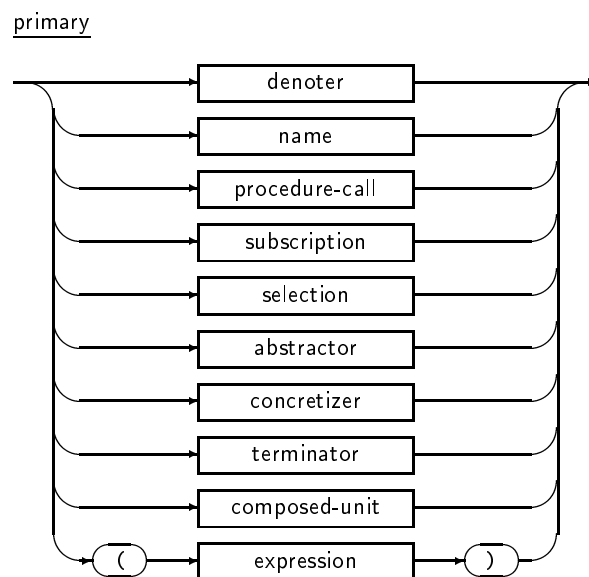 primary
denoter
name
procedure-call
subscription
selection
abstractor
concretizer
terminator
composed-unit
( expression )